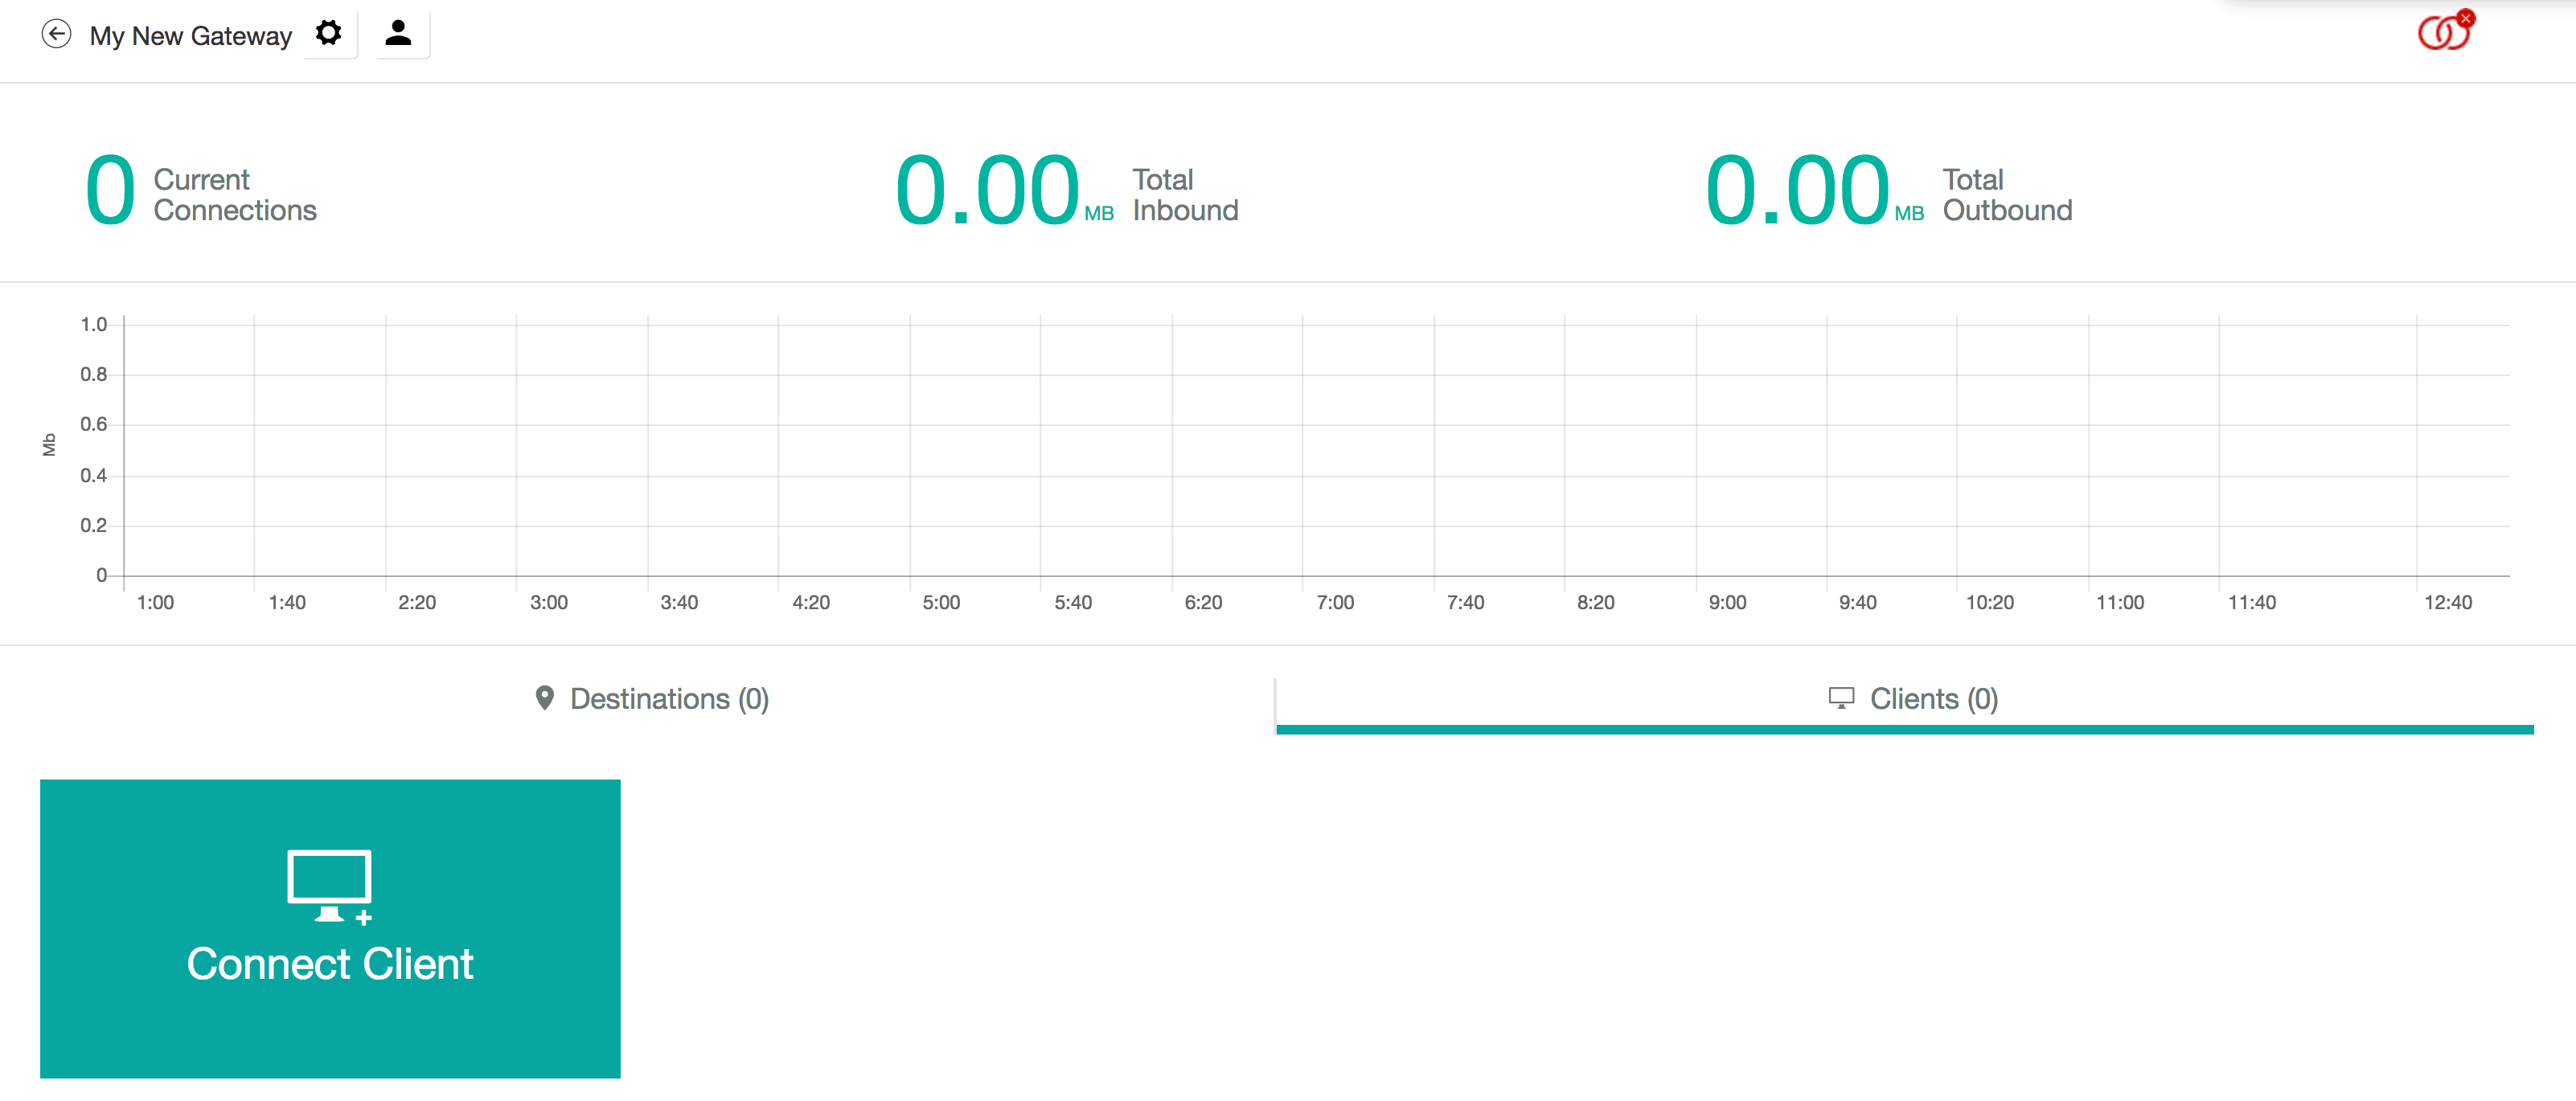 My New Gateway
0 Current Connections
0.00 MB Total Inbound
0.00 MB Total Outbound
Mb
1.0
0.8
0.6
0.4
0.2
0
1:00 1:40 2:20 3:00 3:40 4:20 5:00 5:40 6:20 7:00 7:40 8:20 9:00 9:40 10:20 11:00 11:40 12:40
Destinations (0)
Clients (0)
Connect Client